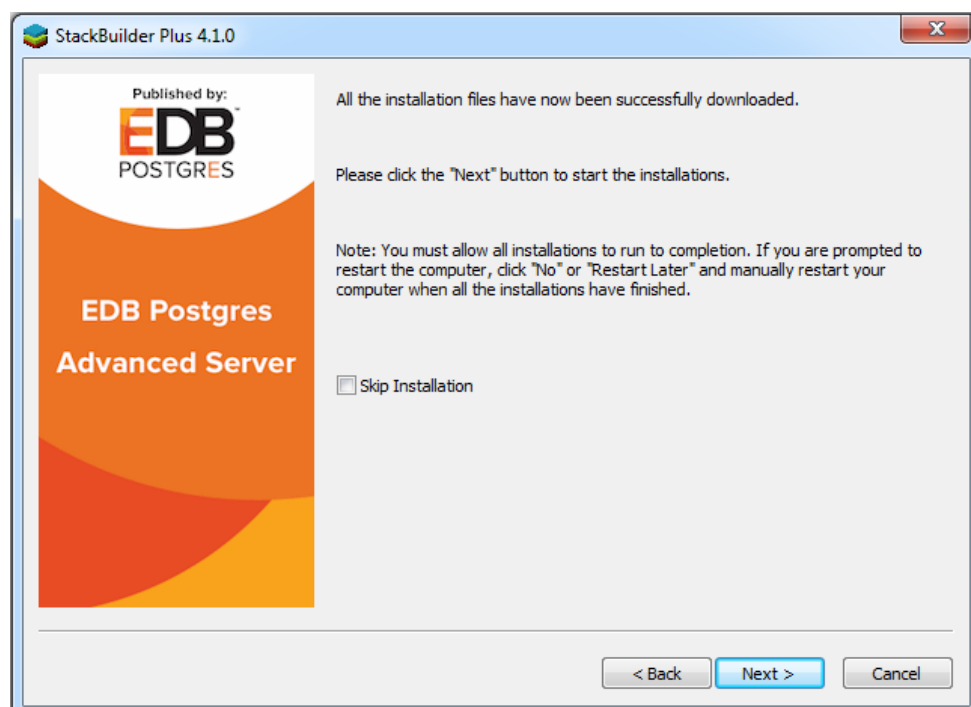 StackBuilder Plus 4.1.0
Published by:
EDB™
POSTGRES
EDB Postgres
Advanced Server
All the installation files have now been successfully downloaded.
Please click the "Next" button to start the installations.
Note: You must allow all installations to run to completion. If you are prompted to
restart the computer, click "No" or "Restart Later" and manually restart your
computer when all the installations have finished.
Skip Installation
< Back
Next >
Cancel